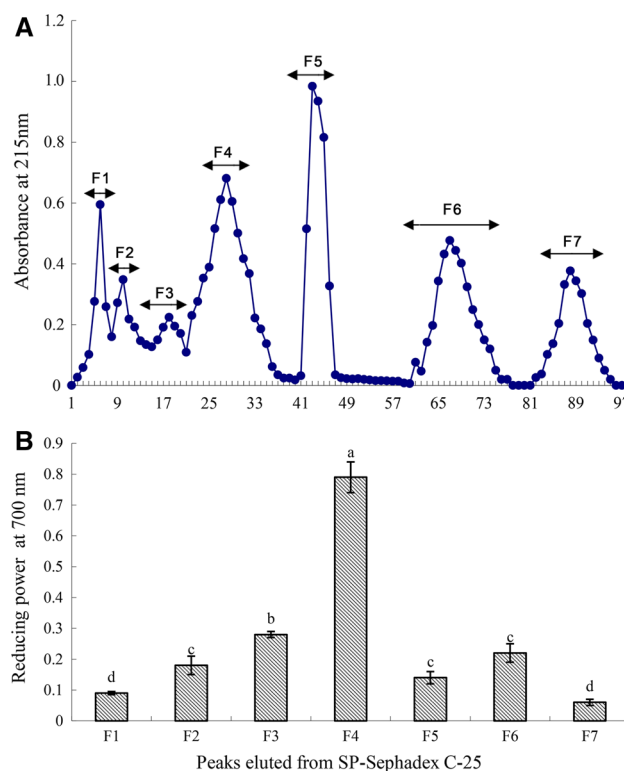 A
Absorbance at 215nm
1.2
1.0
0.8
0.6
0.4
0.2
0
F1
F2
F3
F4
F5
F6
F7
1 9 17 25 33 41 49 57 65 73 81 89 97
B
Reducing power at 700 nm
0.9
0.8
0.7
0.6
0.5
0.4
0.3
0.2
0.1
0
d
c
b
a
c
c
d
F1 F2 F3 F4 F5 F6 F7
Peaks eluted from SP-Sephadex C-25